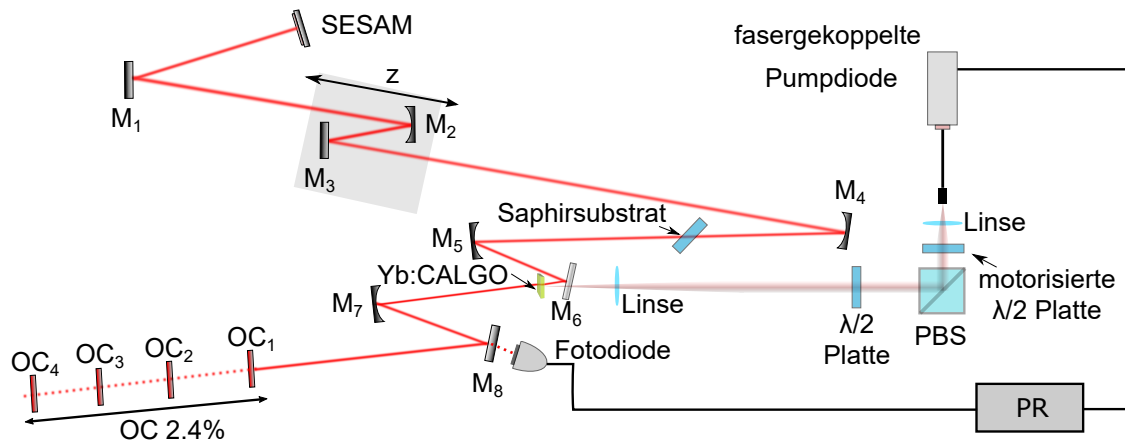 SESAM
fasergekoppelte
Pumpdiode
z
M1
M2
M3
M4
Saphirsubstrat
Linse
M5
Yb:CALGO
motorisierte
λ/2 Platte
M6
Linse
M7
λ/2
Platte
PBS
OC4
OC3
OC2
OC1
Fotodiode
M8
PR
OC 2.4%